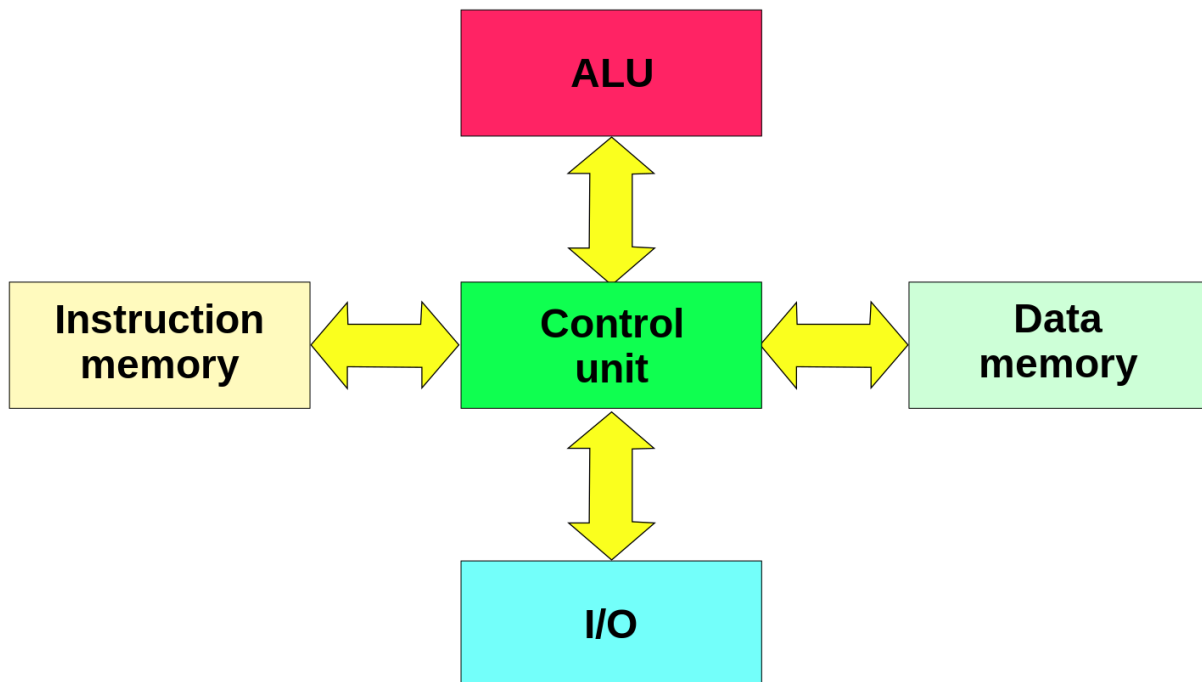 ALU
Instruction
memory
Control
unit
Data
memory
I/O